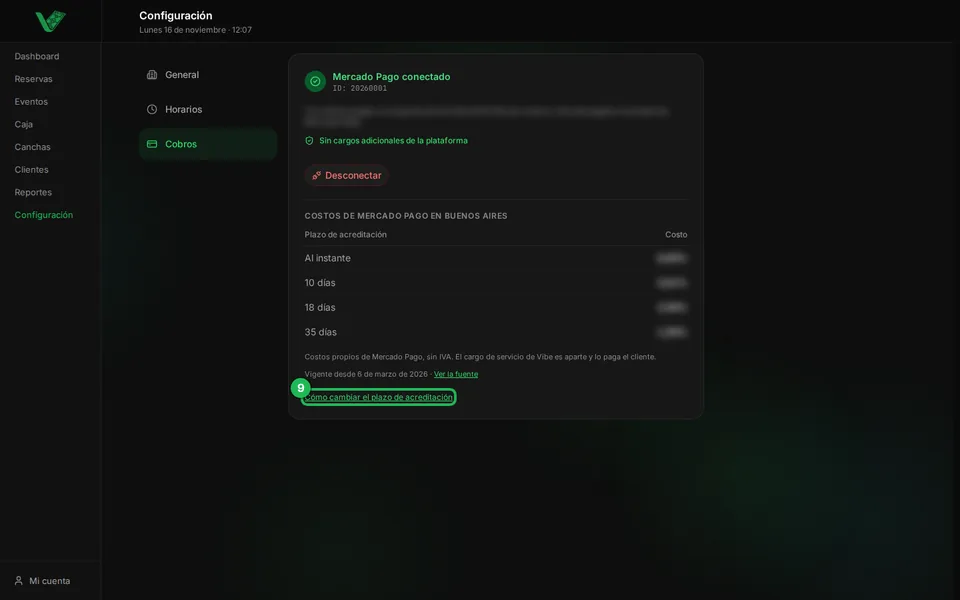 Configuración
Lunes 16 de noviembre · 12:07
Dashboard
Reservas
Eventos
Caja
Canchas
Clientes
Reportes
Configuración
Mi cuenta
General
Horarios
Cobros
Mercado Pago conectado
ID: 20260001
Sin cargos adicionales de la plataforma
Desconectar
COSTOS DE MERCADO PAGO EN BUENOS AIRES
Plazo de acreditación Costo
Al instante
10 días
18 días
35 días
Costos propios de Mercado Pago, sin IVA. El cargo de servicio de Vibe es aparte y lo paga el cliente.
Vigente desde 6 de marzo de 2026 · Ver la fuente
9
Cómo cambiar el plazo de acreditación